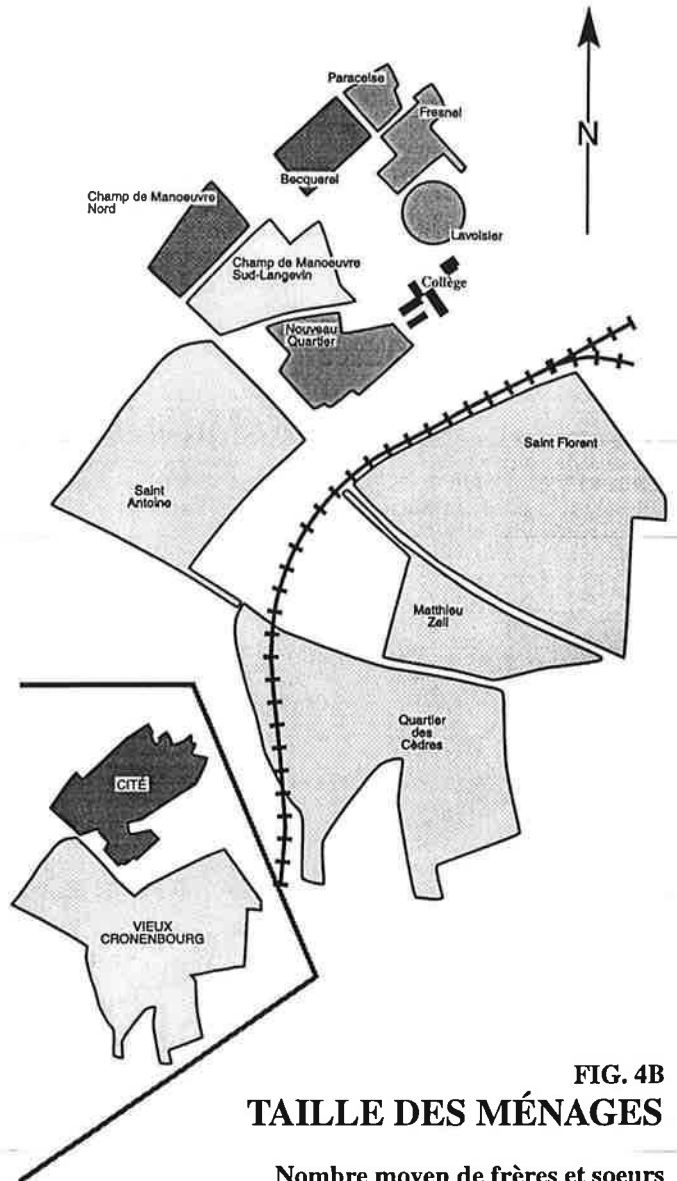 N
Paracelse
Fresnel
Becquerel
Champ de Manoeuvre
Nord
Lavoisier
Champ de Manoeuvre
Sud-Langevin
Collège
Nouveau
Quartier
Saint Florent
Saint
Antoine
Matthieu
Zell
Quartier
des
Cèdres
CITÉ
VIEUX
CRONENBOURG
FIG. 4B
TAILLE DES MÉNAGES
Nombre moyen de frères et soeurs